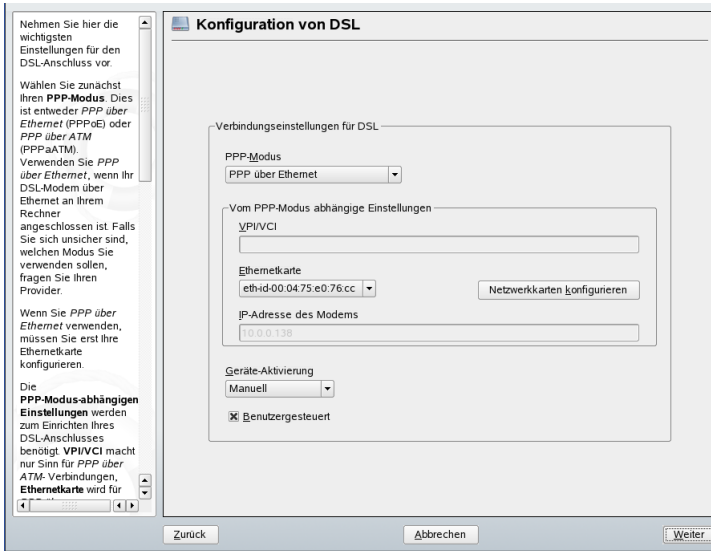 Nehmen Sie hier die
wichtigsten
Einstellungen für den
DSL-Anschluss vor.
Wählen Sie zunächst
Ihren PPP-Modus. Dies
ist entweder PPP über
Ethernet (PPPoE) oder
PPP über ATM
(PPPaATM).
Verwenden Sie PPP
über Ethernet, wenn Ihr
DSL-Modem über
Ethernet an Ihrem
Rechner
angeschlossen ist. Falls
Sie sich unsicher sind,
welchen Modus Sie
verwenden sollen,
fragen Sie Ihren
Provider.
Wenn Sie PPP über
Ethernet verwenden,
müssen Sie erst Ihre
Ethernetkarte
konfigurieren.
Die
PPP-Modus-abhängigen
Einstellungen werden
zum Einrichten Ihres
DSL-Anschlusses
benötigt. VPI/VCI macht
nur Sinn für PPP über
ATM- Verbindungen,
Ethernetkarte wird für
Konfiguration von DSL
Verbindungseinstellungen für DSL
PPP-Modus
PPP über Ethernet
Vom PPP-Modus abhängige Einstellungen
VPI/VCI
Ethernetkarte
eth-id-00:04:75:e0:76:cc
Netzwerkkarten konfigurieren
IP-Adresse des Modems
10.0.0.138
Geräte-Aktivierung
Manuell
Benutzergesteuert
Zurück
Abbrechen
Weiter